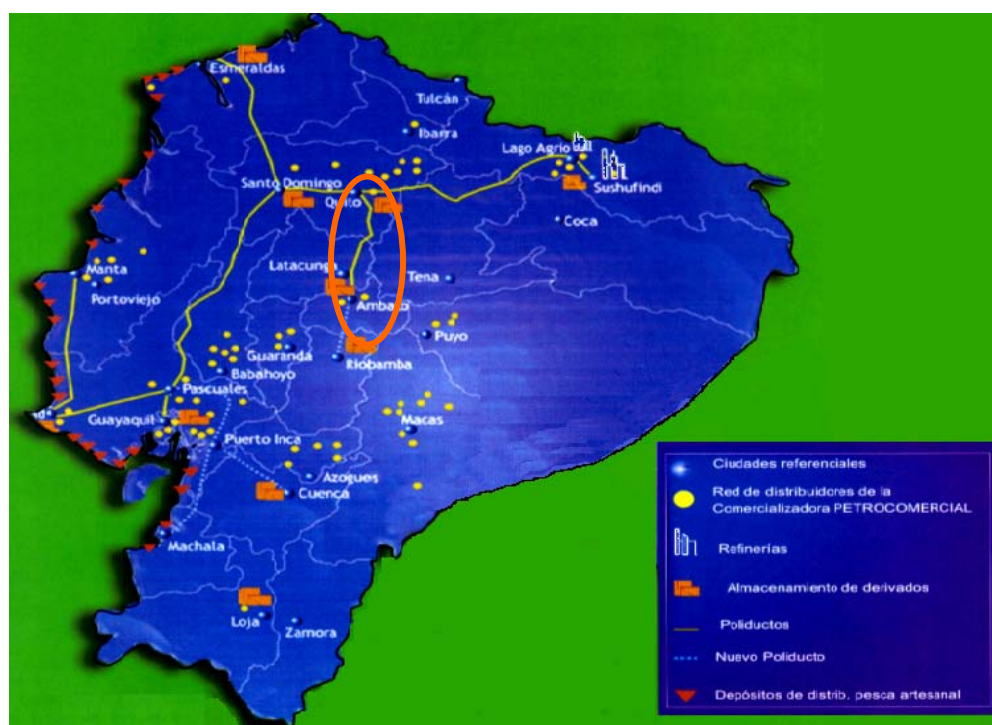 Esmeraldas
Tulcán
Ibarra
Lago Agrio
Sushufindi
Santo Domingo
Quito
Coca
Latacunga
Tena
Manta
Portoviejo
Ambato
Puyo
Guaranda
Riobamba
Babahoyo
Pascuales
Guayaquil
Macas
Puerto Inca
Azogues
Cuenca
Machala
Loja
Zamora
Ciudades referenciales
Red de distribuidores de la
Comercializadora PETROCOMERCIAL
Refinerías
Almacenamiento de derivados
Poliductos
Nuevo Poliducto
Depósitos de distrib. pesca artesanal